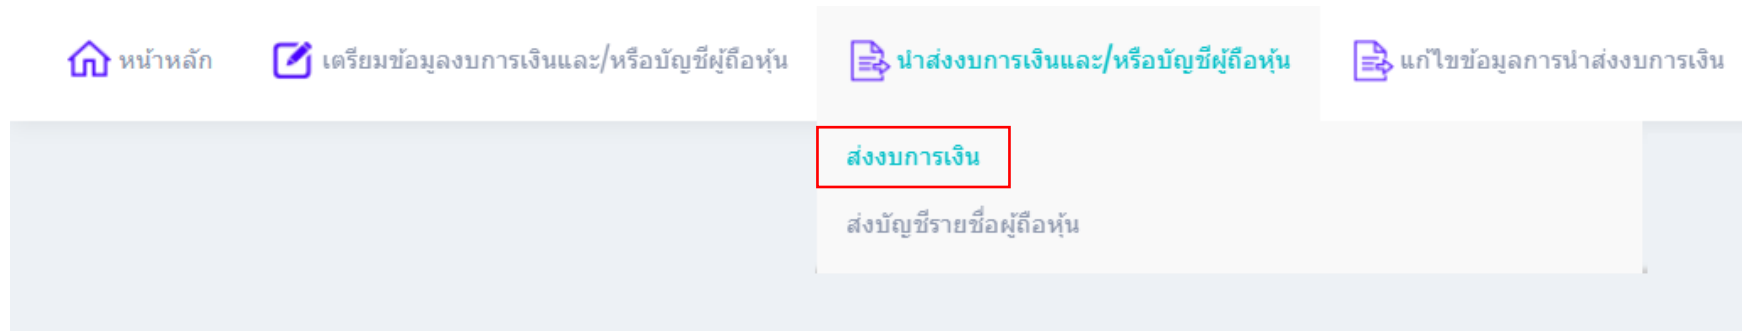 หน้าหลัก เตรียมข้อมูลงบการเงินและ/หรือบัญชีผู้ถือหุ้น นำส่งงบการเงินและ/หรือบัญชีผู้ถือหุ้น แก้ไขข้อมูลการนำส่งงบการเงิน
ส่งงบการเงิน
ส่งบัญชีรายชื่อผู้ถือหุ้น